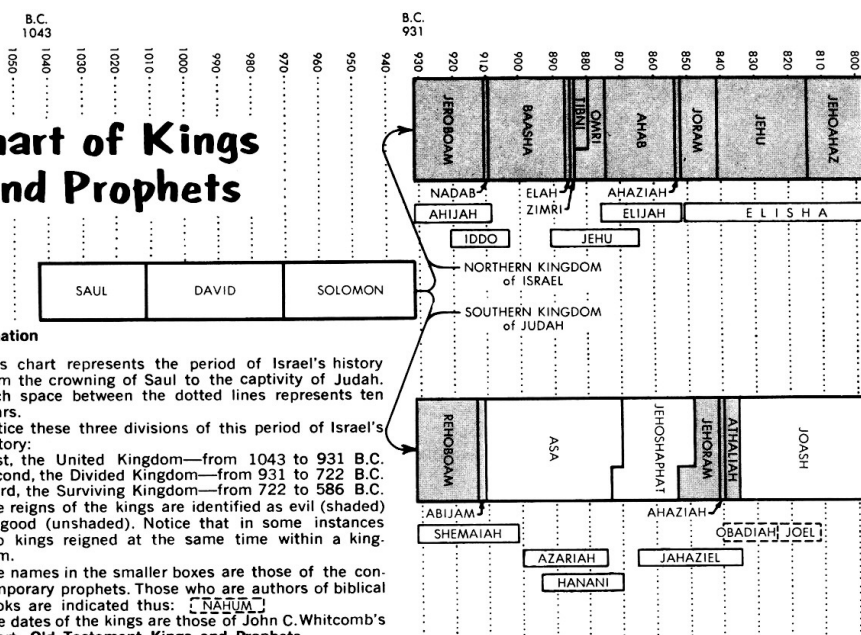 B.C.
1043
B.C.
931
1050
1040
1030
1020
1010
1000
990
980
970
960
950
940
930
920
910
900
890
880
870
860
850
840
830
820
810
800
hart of Kings
nd Prophets
JEROBOAM
BAASHA
TIBNI
OMRI
AHAB
JORAM
JEHU
JEHOAHAZ
NADAB
ELAH
ZIMRI
AHAZIAH
AHIJAH
ELIJAH
ELISHA
IDDO
JEHU
NORTHERN KINGDOM
of ISRAEL
SAUL
DAVID
SOLOMON
SOUTHERN KINGDOM
of JUDAH
ation
s chart represents the period of Israel's history
m the crowning of Saul to the captivity of Judah.
ch space between the dotted lines represents ten
ars.
tice these three divisions of this period of Israel's
tory:
st, the United Kingdom—from 1043 to 931 B.C.
cond, the Divided Kingdom—from 931 to 722 B.C.
rd, the Surviving Kingdom—from 722 to 586 B.C.
e reigns of the kings are identified as evil (shaded)
good (unshaded). Notice that in some instances
o kings reigned at the same time within a king-
m.
e names in the smaller boxes are those of the con-
mporary prophets. Those who are authors of biblical
oks are indicated thus: NAHUM
e dates of the kings are those of John C. Whitcomb's
Old Testament Kings and Prophets
REHOBOAM
ASA
JEHOSHAPHAT
JEHORAM
ATHALIAH
JOASH
ABIJAM
AHAZIAH
SHEMAIAH
OBADIAH
JOEL
AZARIAH
JAHAZIEL
HANANI